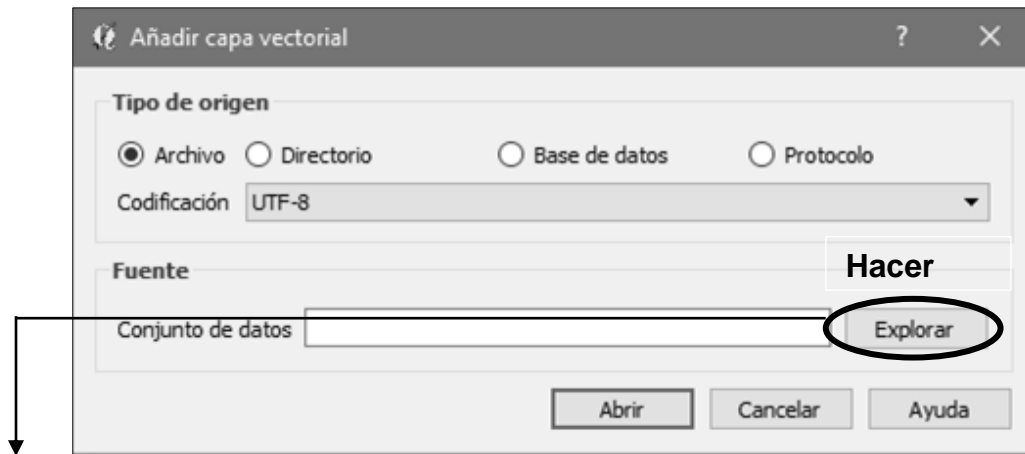 Añadir capa vectorial ? ×
Tipo de origen
Archivo Directorio Base de datos Protocolo
Codificación UTF-8
Hacer
Fuente
Conjunto de datos Explorar
Abrir Cancelar Ayuda